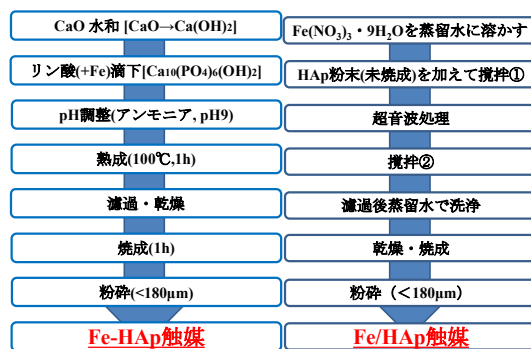 CaO 水和 [CaO→Ca(OH)2]
リン酸(+Fe)滴下[Ca10(PO4)6(OH)2]
pH調整(アンモニア, pH9)
熟成(100℃,1h)
濾過・乾燥
焼成(1h)
粉砕(<180μm)
Fe-HAp触媒
Fe(NO3)3・9H2Oを蒸留水に溶かす
HAp粉末(未焼成)を加えて攪拌①
超音波処理
攪拌②
濾過後蒸留水で洗浄
乾燥・焼成
粉砕（＜180μm）
Fe/HAp触媒